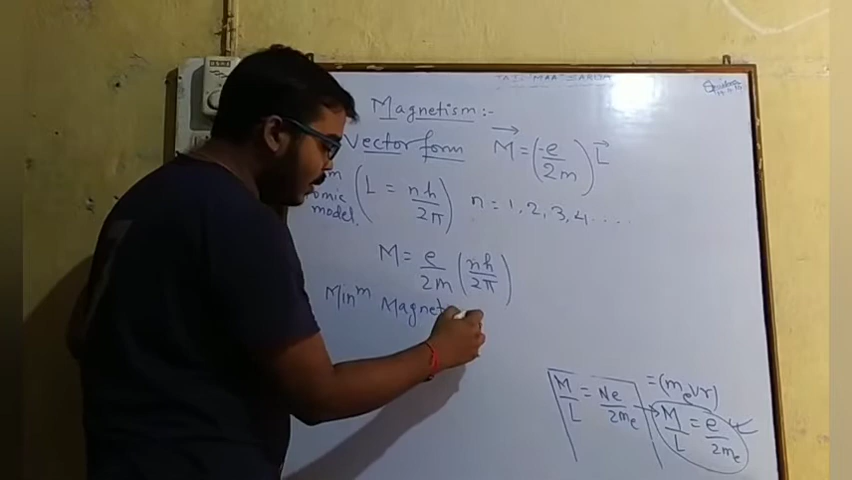 Magnetism :-
Vector form M⃗ = (-e/2m) L⃗
(L = nh/2π) n = 1, 2, 3, 4 ....
model.
M = e/2m (nh/2π)
Minᵐ Magnet
= (mₑvr)
M/L = Ne/2mₑ → M/L = e/2mₑ